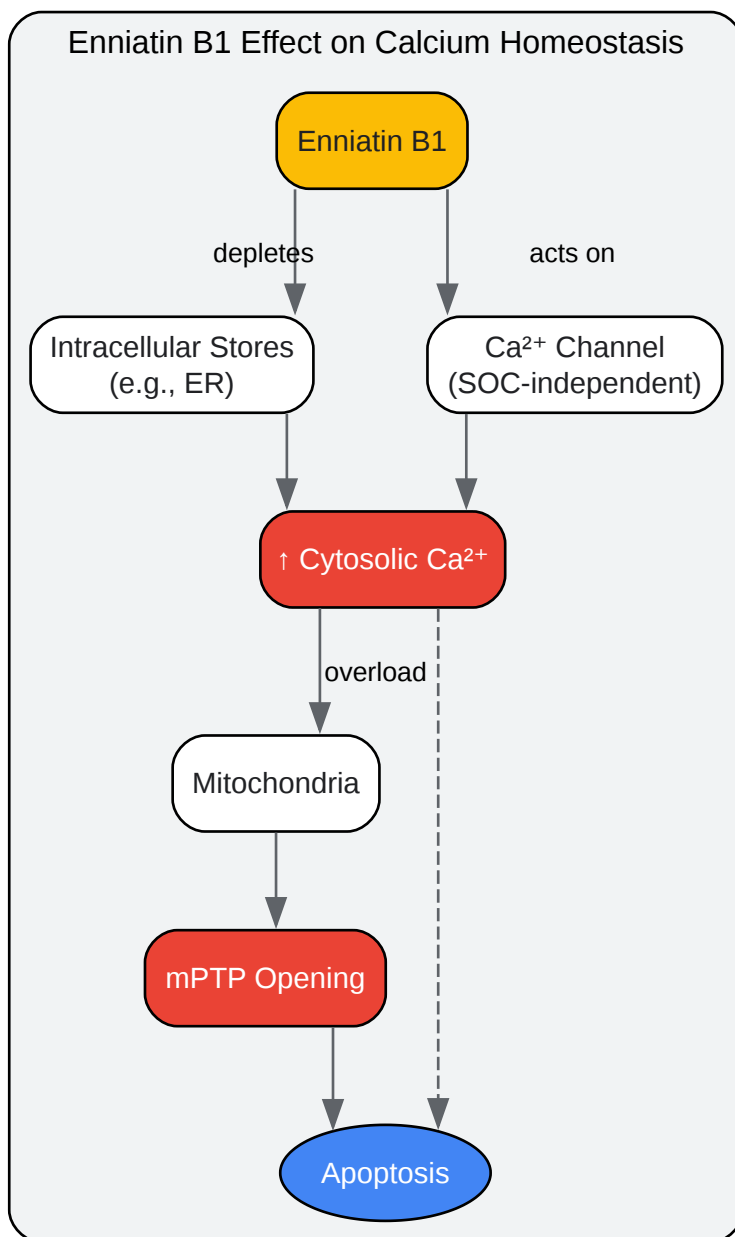 Enniatin B1 Effect on Calcium Homeostasis
Enniatin B1
depletes
acts on
Intracellular Stores
(e.g., ER)
Ca²⁺ Channel
(SOC-independent)
↑ Cytosolic Ca²⁺
overload
Mitochondria
mPTP Opening
Apoptosis